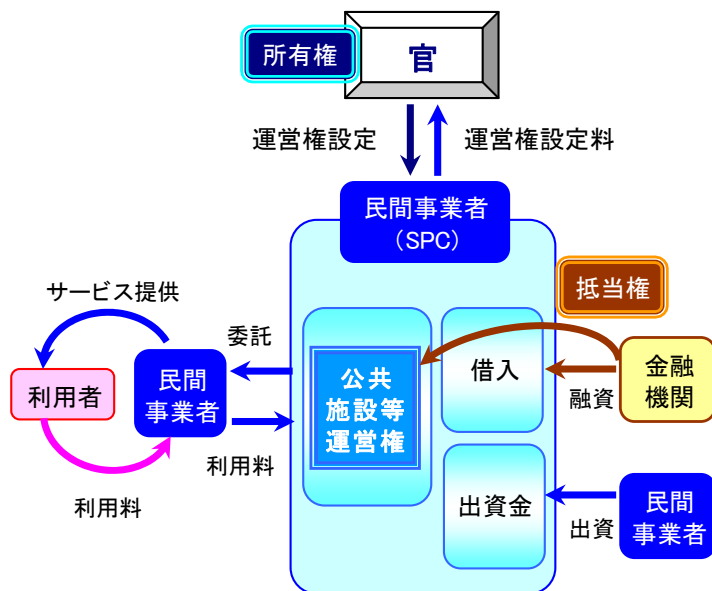 所有権
官
運営権設定
運営権設定料
民間事業者
(SPC)
抵当権
サービス提供
委託
利用者
民間
事業者
利用料
利用料
公共
施設等
運営権
借入
融資
金融
機関
出資金
出資
民間
事業者